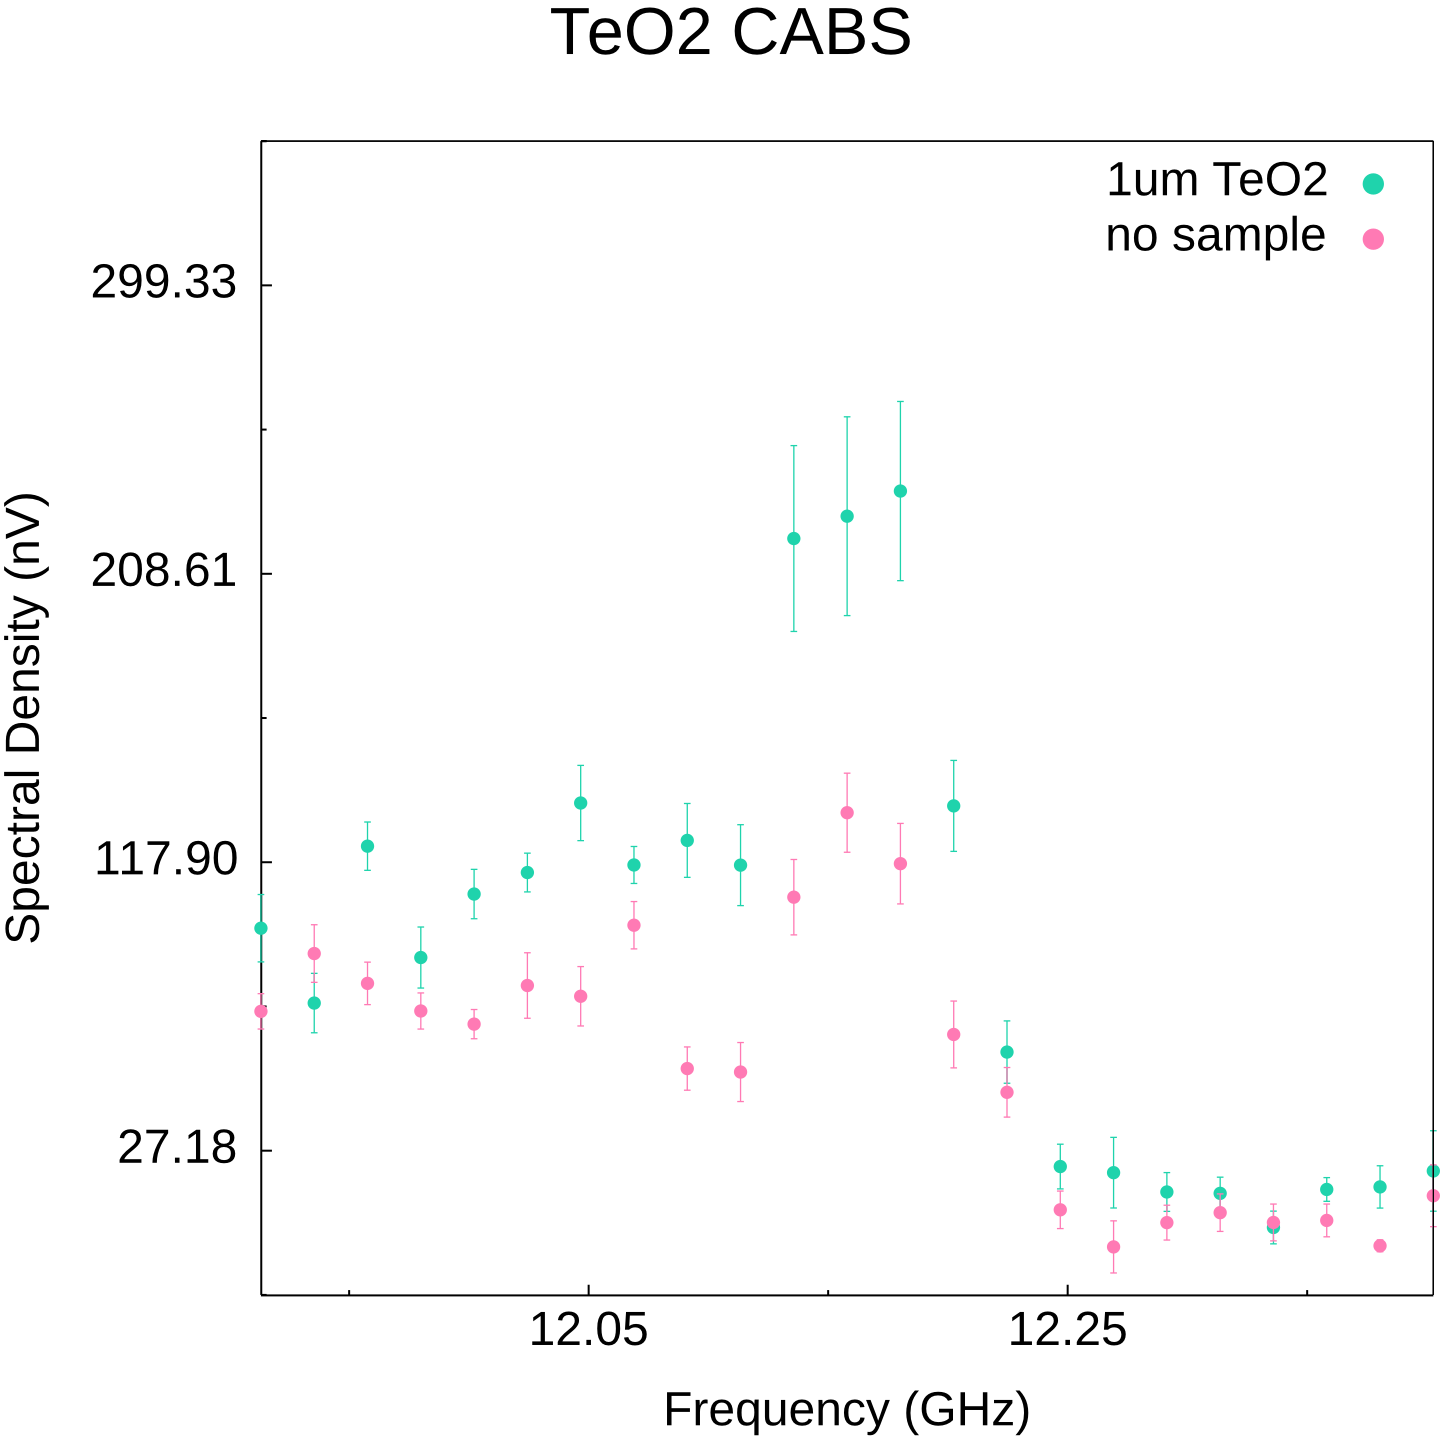 TeO2 CABS
1um TeO2
no sample
299.33
208.61
117.90
27.18
Spectral Density (nV)
12.05
12.25
Frequency (GHz)